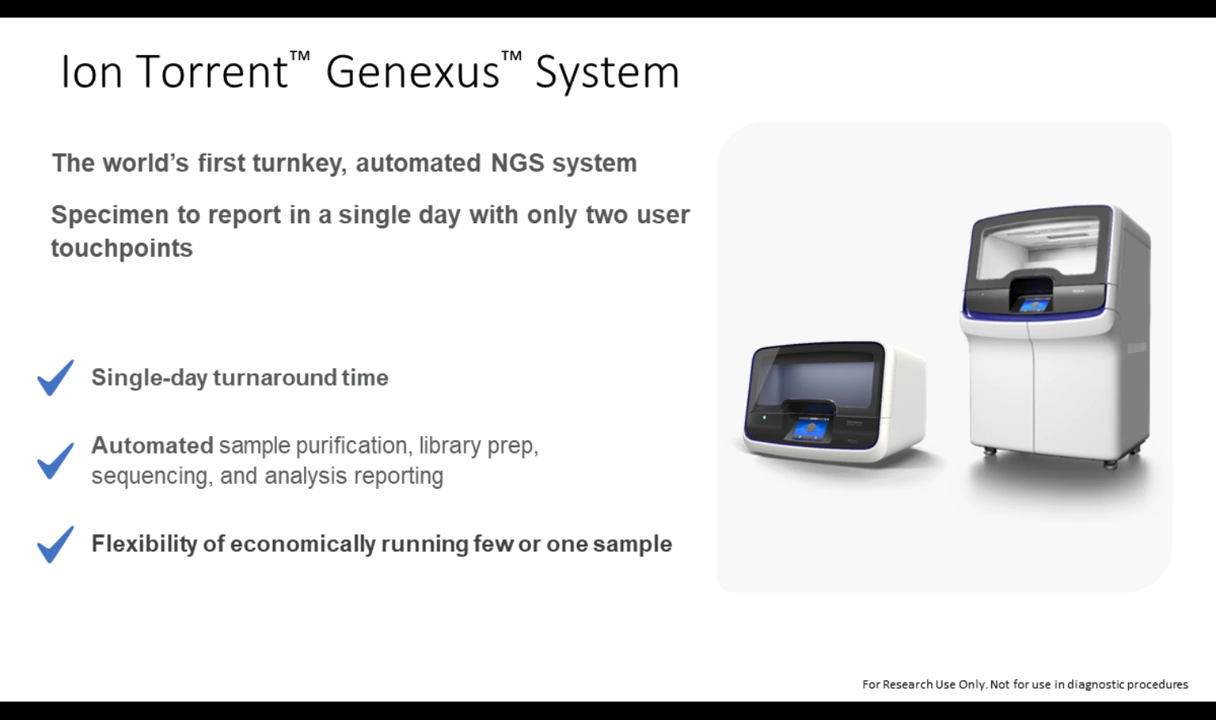 Ion Torrent™ Genexus™ System
The world’s first turnkey, automated NGS system
Specimen to report in a single day with only two user
touchpoints
Single-day turnaround time
Automated sample purification, library prep,
sequencing, and analysis reporting
Flexibility of economically running few or one sample
For Research Use Only. Not for use in diagnostic procedures